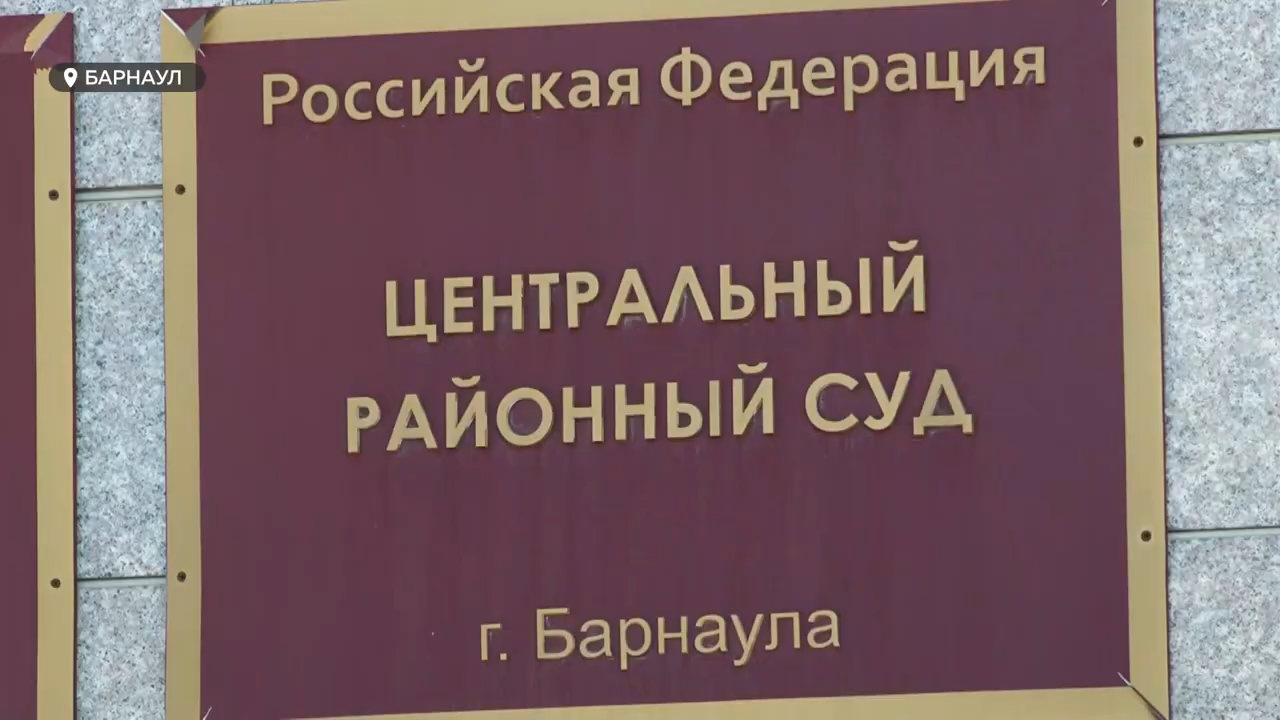 БАРНАУЛ
Российская Федерация
ЦЕНТРАЛЬНЫЙ
РАЙОННЫЙ СУД
г. Барнаула